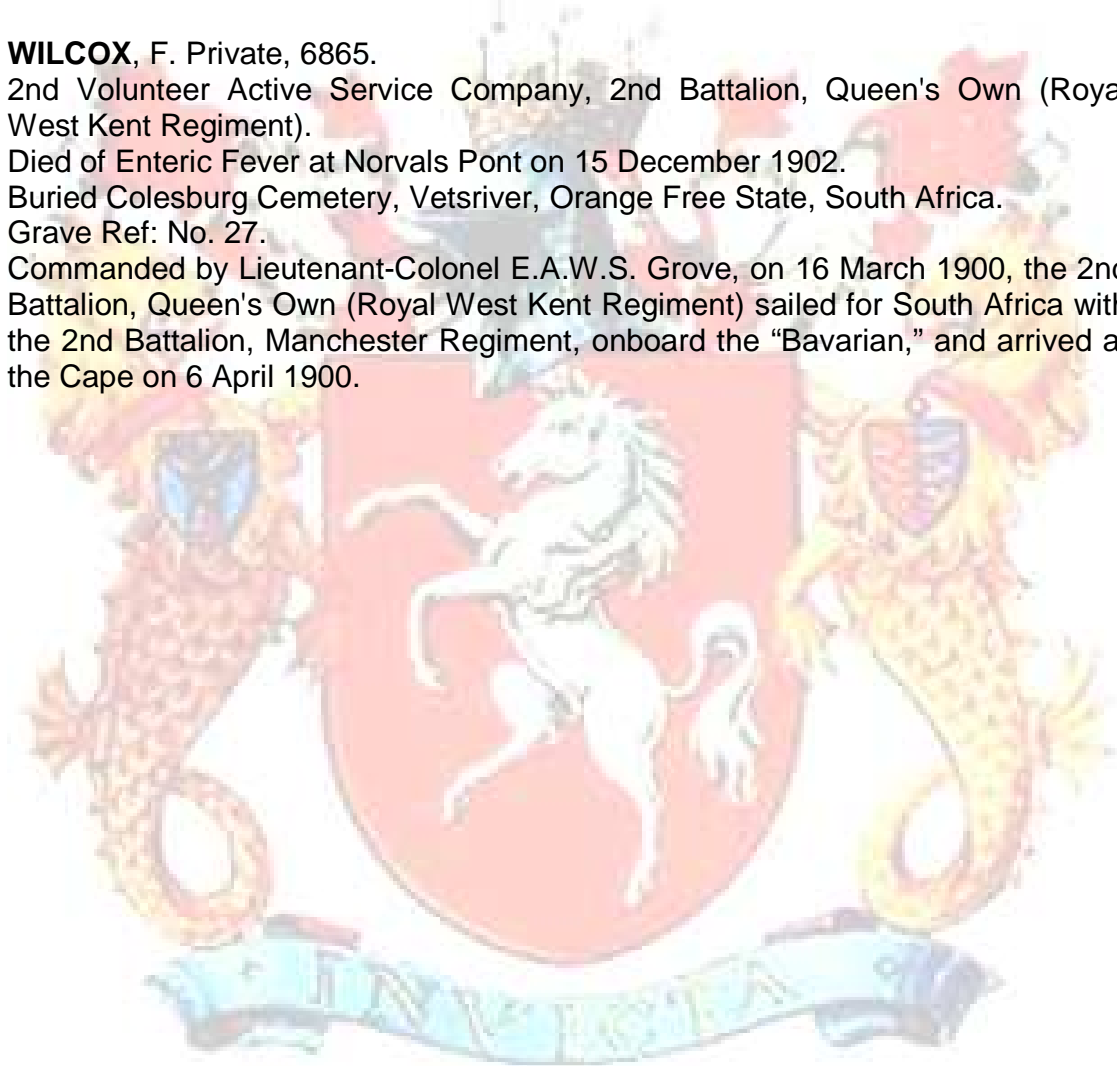 WILCOX, F. Private, 6865.
2nd Volunteer Active Service Company, 2nd Battalion, Queen's Own (Roya
West Kent Regiment).
Died of Enteric Fever at Norvals Pont on 15 December 1902.
Buried Colesburg Cemetery, Vetsriver, Orange Free State, South Africa.
Grave Ref: No. 27.
Commanded by Lieutenant-Colonel E.A.W.S. Grove, on 16 March 1900, the 2nd
Battalion, Queen's Own (Royal West Kent Regiment) sailed for South Africa with
the 2nd Battalion, Manchester Regiment, onboard the “Bavarian,” and arrived a
the Cape on 6 April 1900.
INVICTA